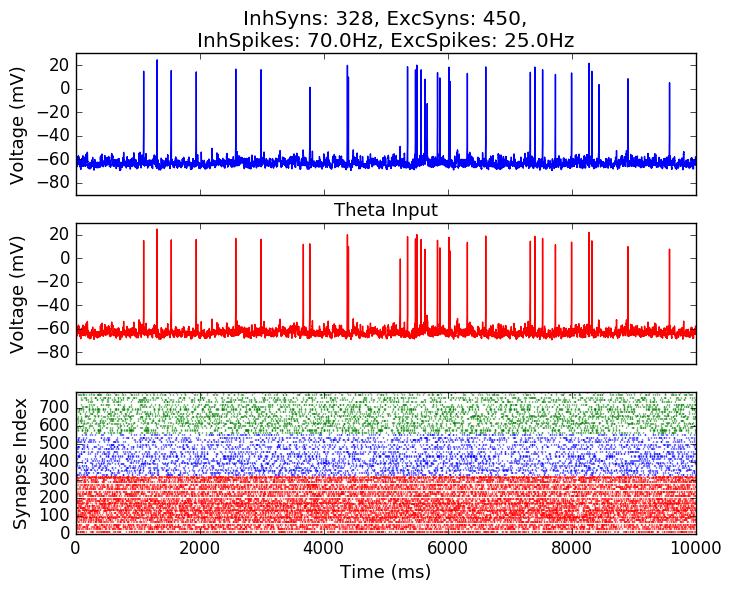 InhSyns: 328, ExcSyns: 450,
InhSpikes: 70.0Hz, ExcSpikes: 25.0Hz
20
0
−20
−40
−60
−80
Voltage (mV)
Theta Input
20
0
−20
−40
−60
−80
Voltage (mV)
700
600
500
400
300
200
100
0
Synapse Index
0 2000 4000 6000 8000 10000
Time (ms)